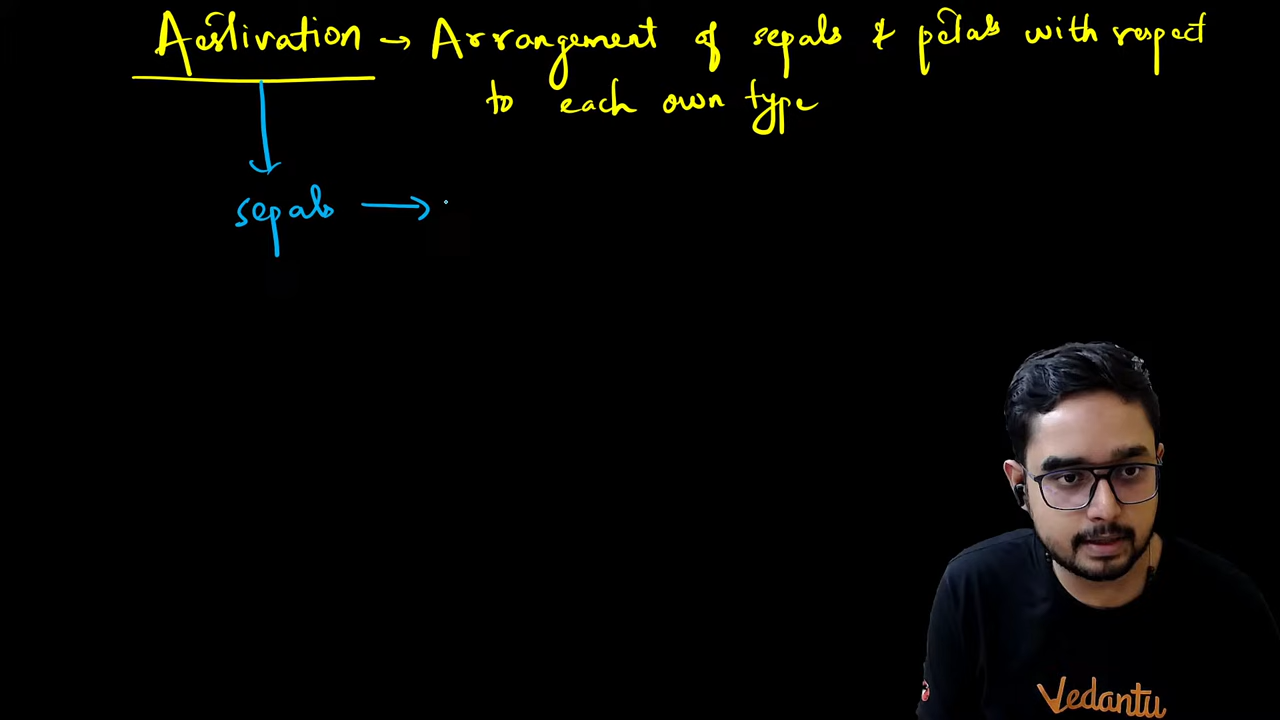 Aestivation → Arrangement of sepals & petals with respect
to each own type
sepals →
Vedantu